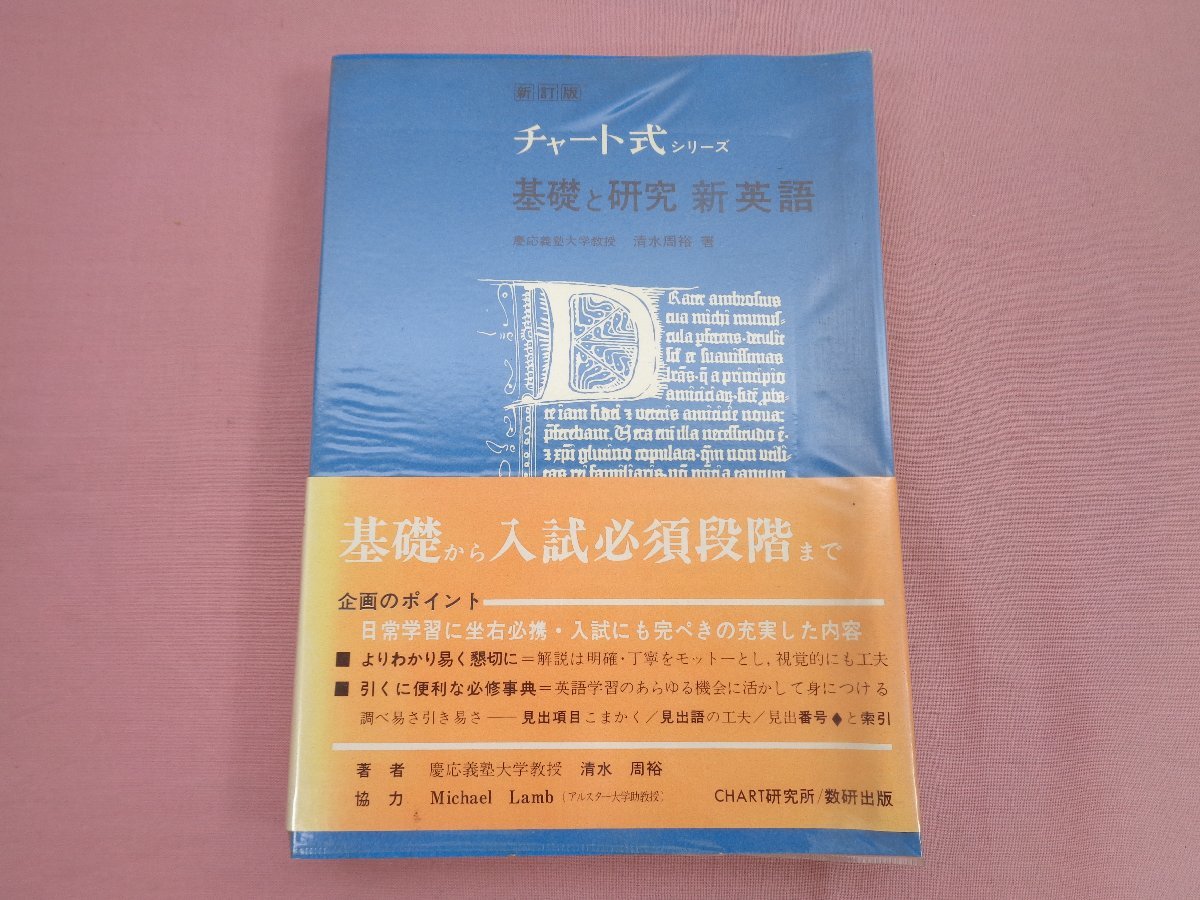 新訂版
チャート式シリーズ
基礎と研究 新英語
慶応義塾大学教授 清水周裕 著
ambrosius
tua michi munus-
et suavissimas
a principio
non utili-
基礎から入試必須段階まで
企画のポイント
日常学習に坐右必携・入試にも完ぺきの充実した内容
■ よりわかり易く懇切に=解説は明確・丁寧をモットーとし,視覚的にも工夫
■ 引くに便利な必修事典=英語学習のあらゆる機会に活かして身につける
調べ易さ引き易さ――見出項目こまかく/見出語の工夫/見出番号◆と索引
著者 慶応義塾大学教授 清水 周裕
協力 Michael Lamb (アルスター大学助教授)
CHART研究所/数研出版